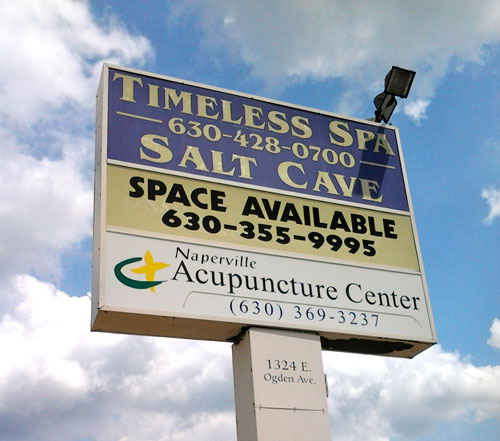 TIMELESS SPA
630-428-0700
SALT CAVE
SPACE AVAILABLE
630-355-9995
Naperville
Acupuncture Center
(630) 369-3237
1324 E.
Ogden Ave.